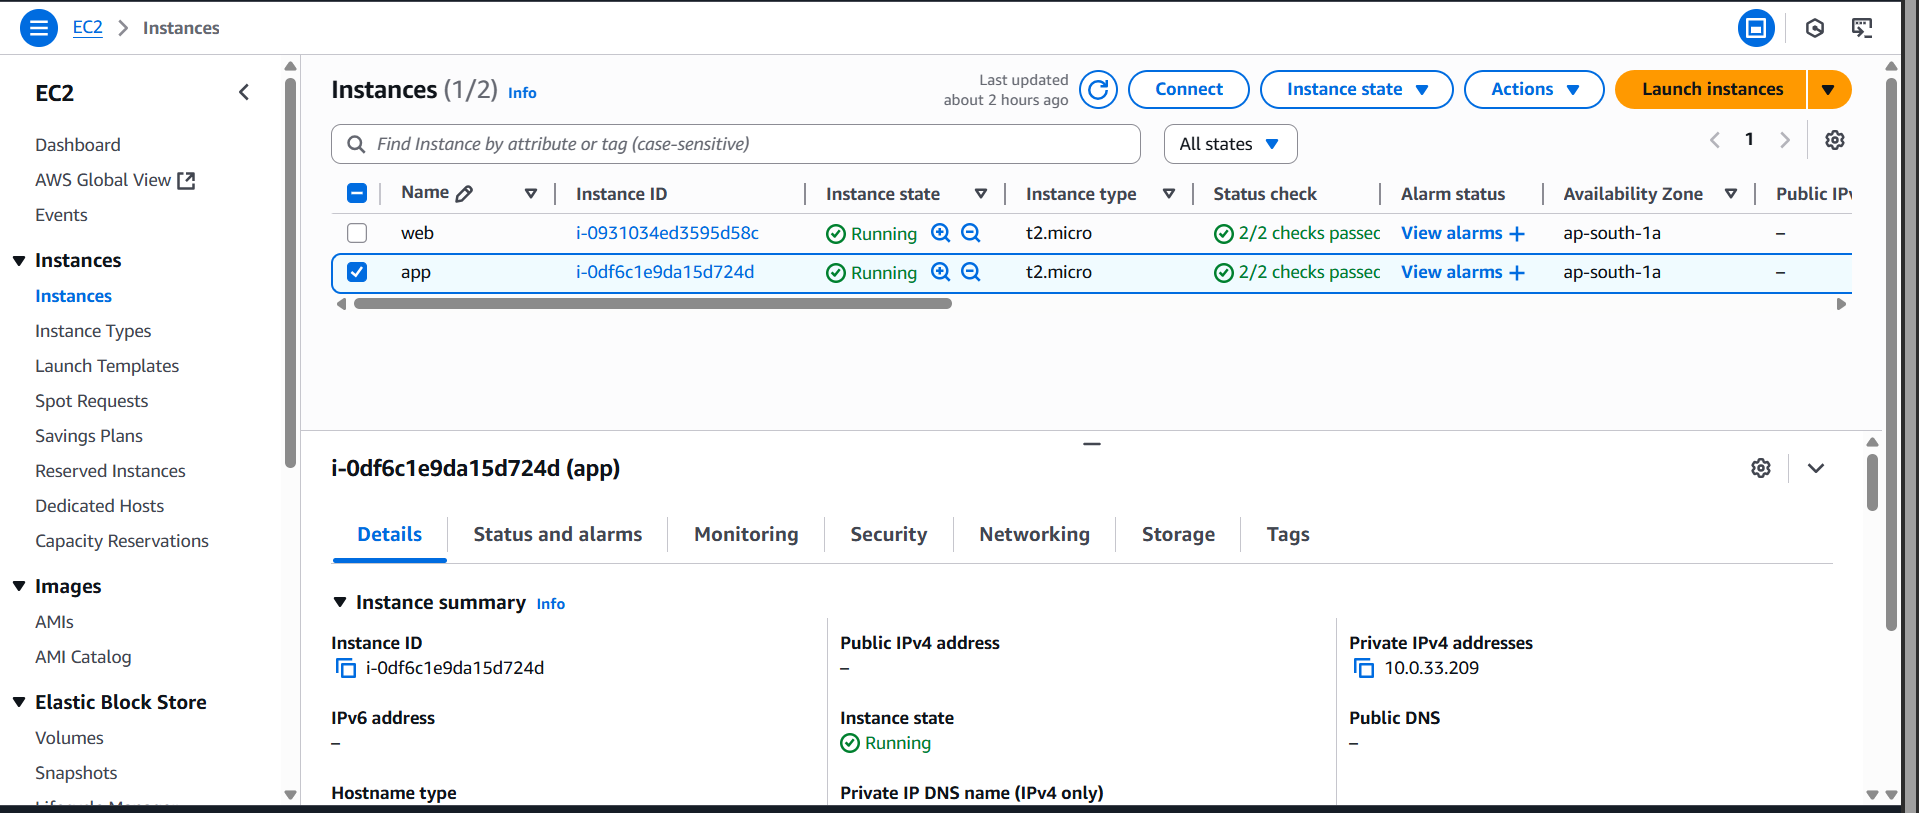 EC2 > Instances
EC2
Dashboard
AWS Global View
Events
Instances
Instances
Instance Types
Launch Templates
Spot Requests
Savings Plans
Reserved Instances
Dedicated Hosts
Capacity Reservations
Images
AMIs
AMI Catalog
Elastic Block Store
Volumes
Snapshots
Instances (1/2) Info
Last updated
about 2 hours ago
Connect
Instance state
Actions
Launch instances
Find Instance by attribute or tag (case-sensitive)
All states
1
Name Instance ID Instance state Instance type Status check Alarm status Availability Zone Public IPv
web i-0931034ed3595d58c Running t2.micro 2/2 checks passec View alarms + ap-south-1a –
app i-0df6c1e9da15d724d Running t2.micro 2/2 checks passec View alarms + ap-south-1a –
i-0df6c1e9da15d724d (app)
Details Status and alarms Monitoring Security Networking Storage Tags
Instance summary Info
Instance ID
i-0df6c1e9da15d724d
Public IPv4 address
–
Private IPv4 addresses
10.0.33.209
IPv6 address
–
Instance state
Running
Public DNS
–
Hostname type
Private IP DNS name (IPv4 only)